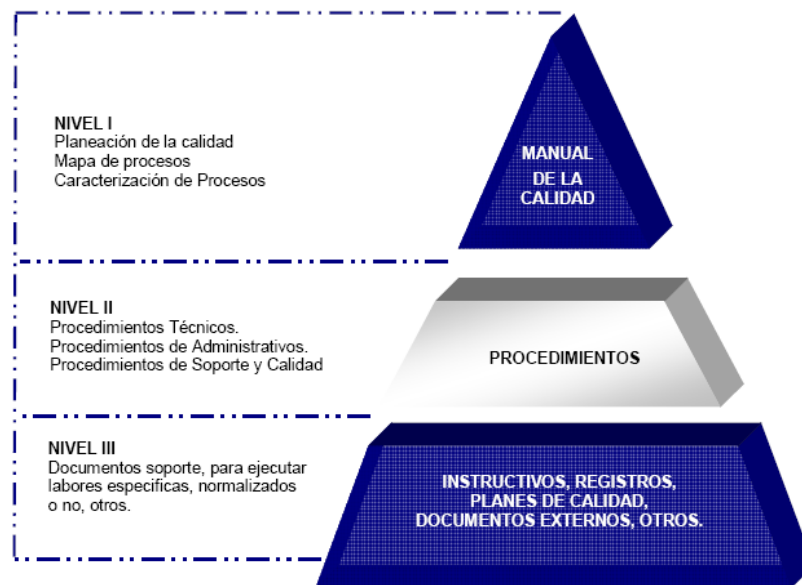 NIVEL I
Planeación de la calidad
Mapa de procesos
Caracterización de Procesos
MANUAL
DE LA
CALIDAD
NIVEL II
Procedimientos Técnicos.
Procedimientos de Administrativos.
Procedimientos de Soporte y Calidad
PROCEDIMIENTOS
NIVEL III
Documentos soporte, para ejecutar
labores especificas, normalizados
o no, otros.
INSTRUCTIVOS, REGISTROS,
PLANES DE CALIDAD,
DOCUMENTOS EXTERNOS, OTROS.